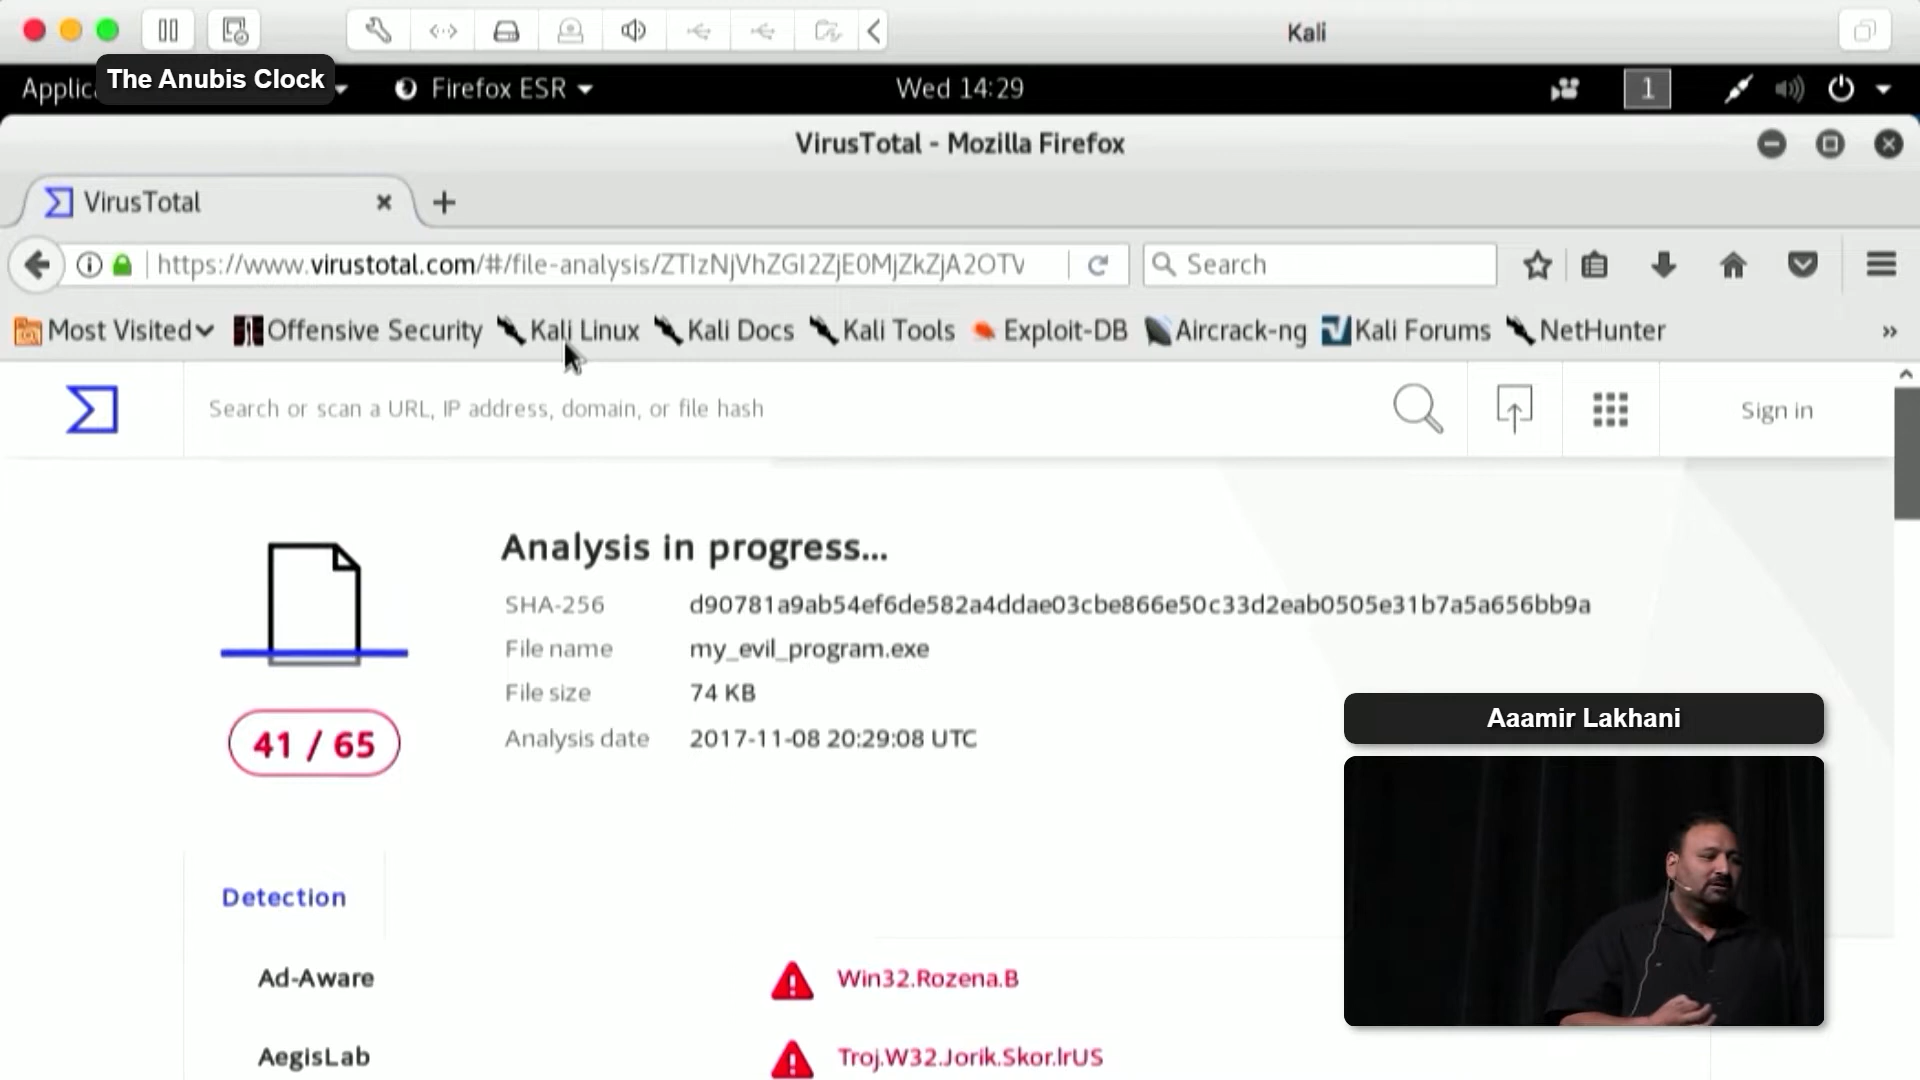 Kali
Applic
The Anubis Clock
Firefox ESR
Wed 14:29
1
VirusTotal - Mozilla Firefox
VirusTotal
https://www.virustotal.com/#/file-analysis/ZTIzNjVhZGI2ZjE0MjZkZjA2OTV
Search
Most Visited
Offensive Security
Kali Linux
Kali Docs
Kali Tools
Exploit-DB
Aircrack-ng
Kali Forums
NetHunter
Search or scan a URL, IP address, domain, or file hash
Sign in
Analysis in progress...
SHA-256 d90781a9ab54ef6de582a4ddae03cbe866e50c33d2eab0505e31b7a5a656bb9a
File name my_evil_program.exe
File size 74 KB
41 / 65
Analysis date 2017-11-08 20:29:08 UTC
Aaamir Lakhani
Detection
Ad-Aware Win32.Rozena.B
AegisLab Troj.W32.Jorik.Skor.lrUS